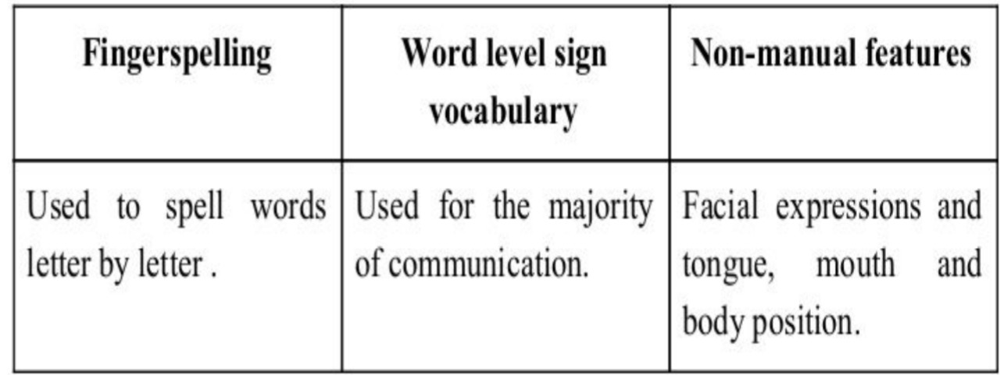 Fingerspelling
Word level sign
vocabulary
Non-manual features
Used to spell words
letter by letter .
Used for the majority
of communication.
Facial expressions and
tongue, mouth and
body position.